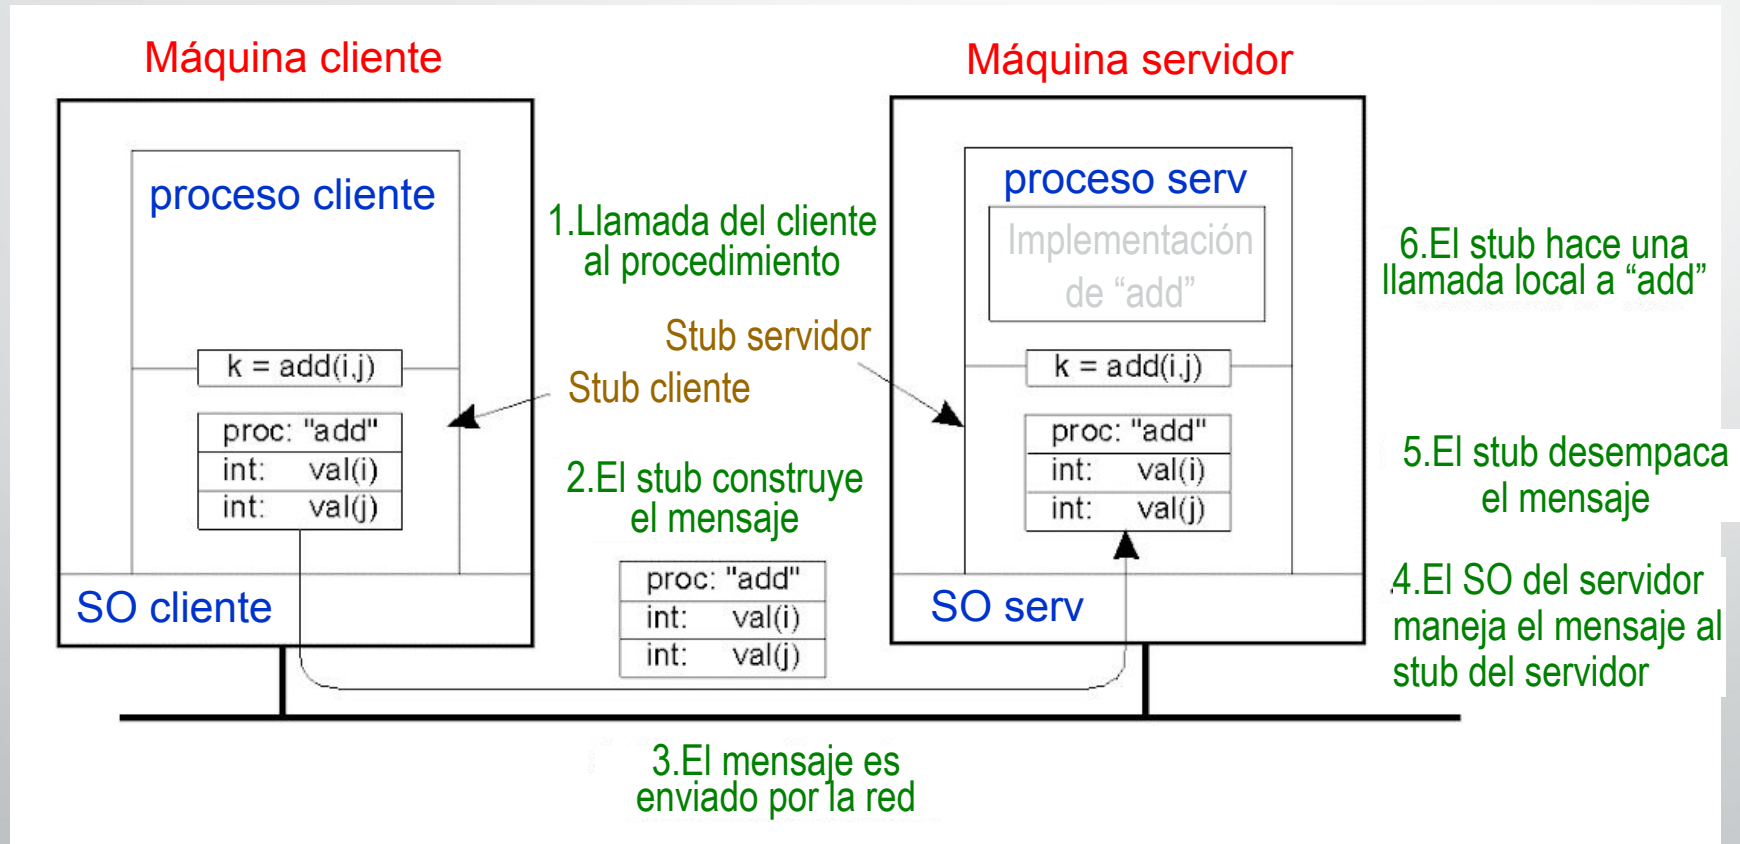 Máquina cliente
Máquina servidor
proceso cliente
proceso serv
1.Llamada del cliente
al procedimiento
Implementación
de “add”
6.El stub hace una
llamada local a “add”
Stub servidor
k = add(i,j)
k = add(i,j)
Stub cliente
proc: "add"
int: val(i)
int: val(j)
proc: "add"
int: val(i)
int: val(j)
2.El stub construye
el mensaje
5.El stub desempaca
el mensaje
proc: "add"
int: val(i)
int: val(j)
SO cliente
SO serv
4.El SO del servidor
maneja el mensaje al
stub del servidor
3.El mensaje es
enviado por la red